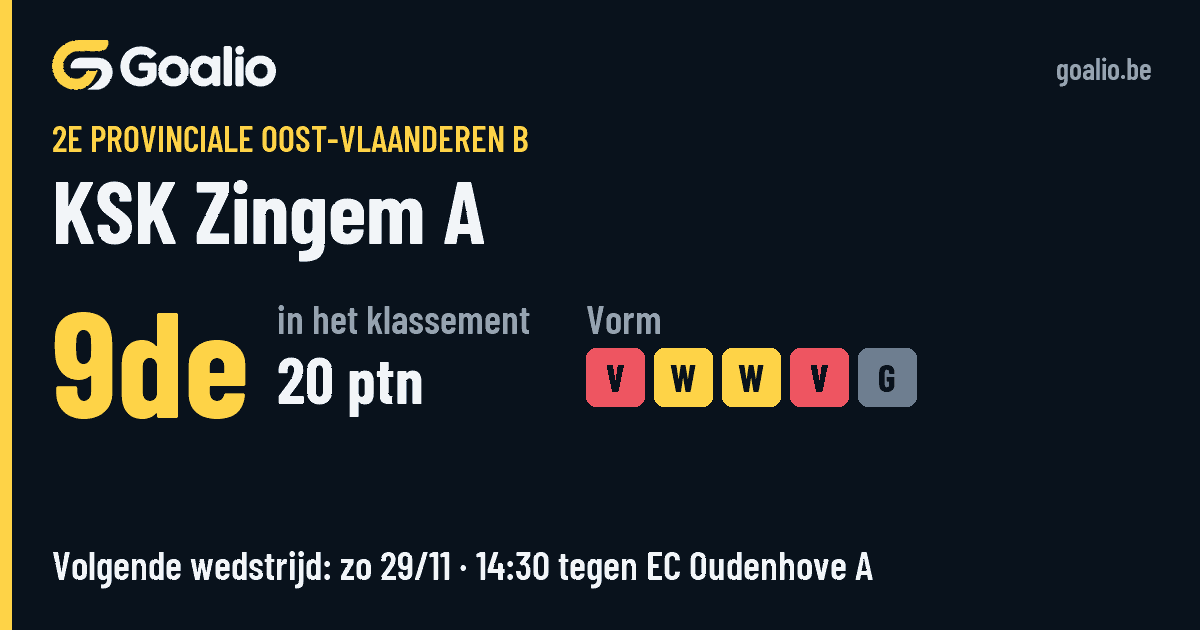 Goalio
goalio.be
2E PROVINCIALE OOST-VLAANDEREN B
KSK Zingem A
9de
in het klassement
20 ptn
Vorm
V W W V G
Volgende wedstrijd: zo 29/11 · 14:30 tegen EC Oudenhove A